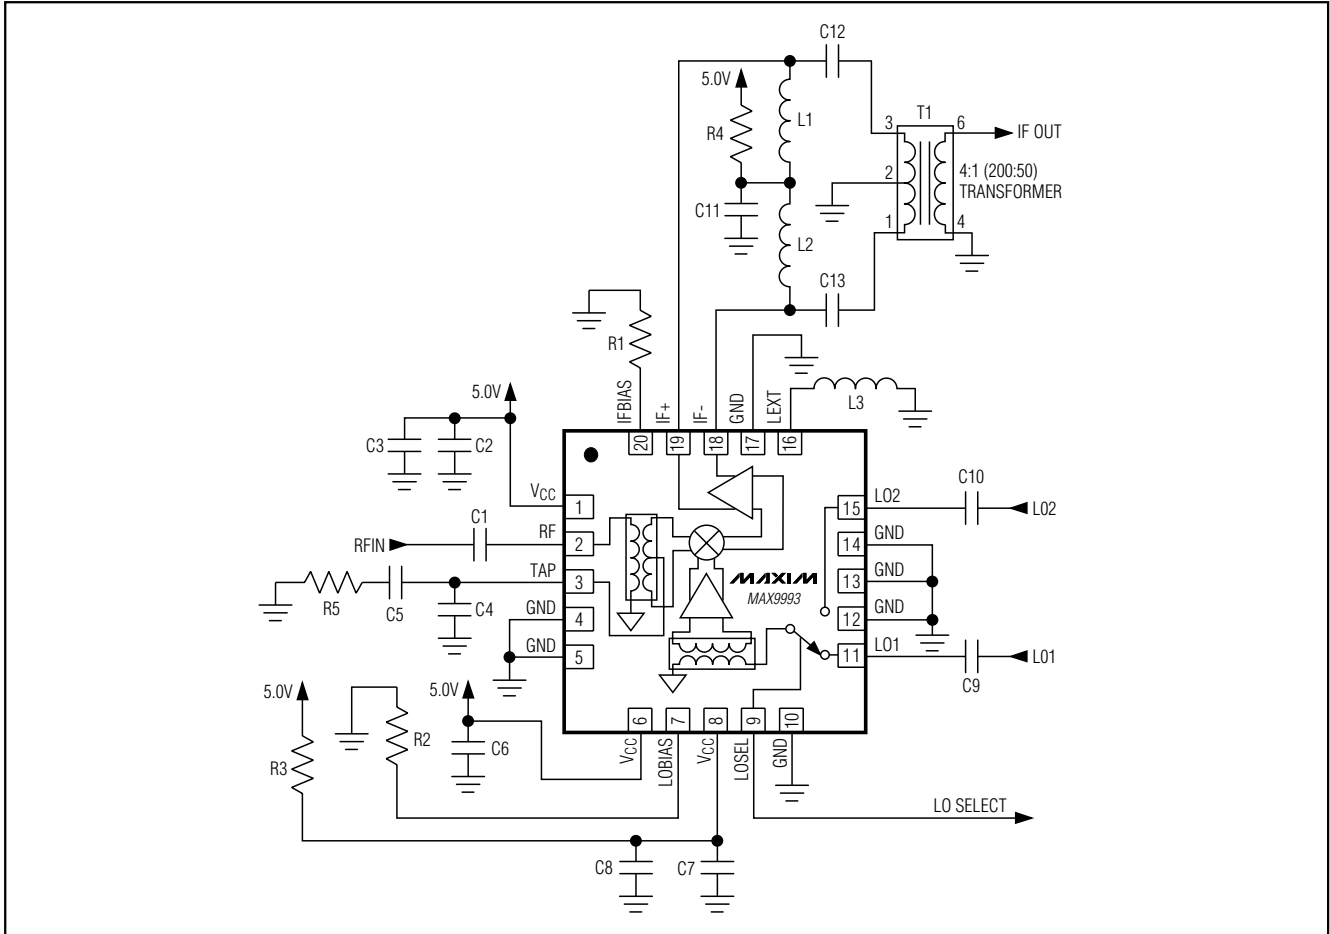 C12
5.0V
R4
L1
T1
3
6
IF OUT
2
4:1 (200:50)
TRANSFORMER
C11
1
4
L2
C13
R1
L3
5.0V
IFBIAS
IF+
IF-
GND
LEXT
C3
C2
20
19
18
17
16
C10
VCC
1
15
LO2
LO2
C1
RF
RFIN
2
14
GND
TAP
3
MAXIM
MAX9993
13
GND
R5
C5
C4
GND
4
12
GND
GND
5
11
LO1
LO1
C9
5.0V
5.0V
R2
C6
R3
6
7
8
9
10
VCC
LOBIAS
VCC
LOSEL
GND
LO SELECT
C8
C7